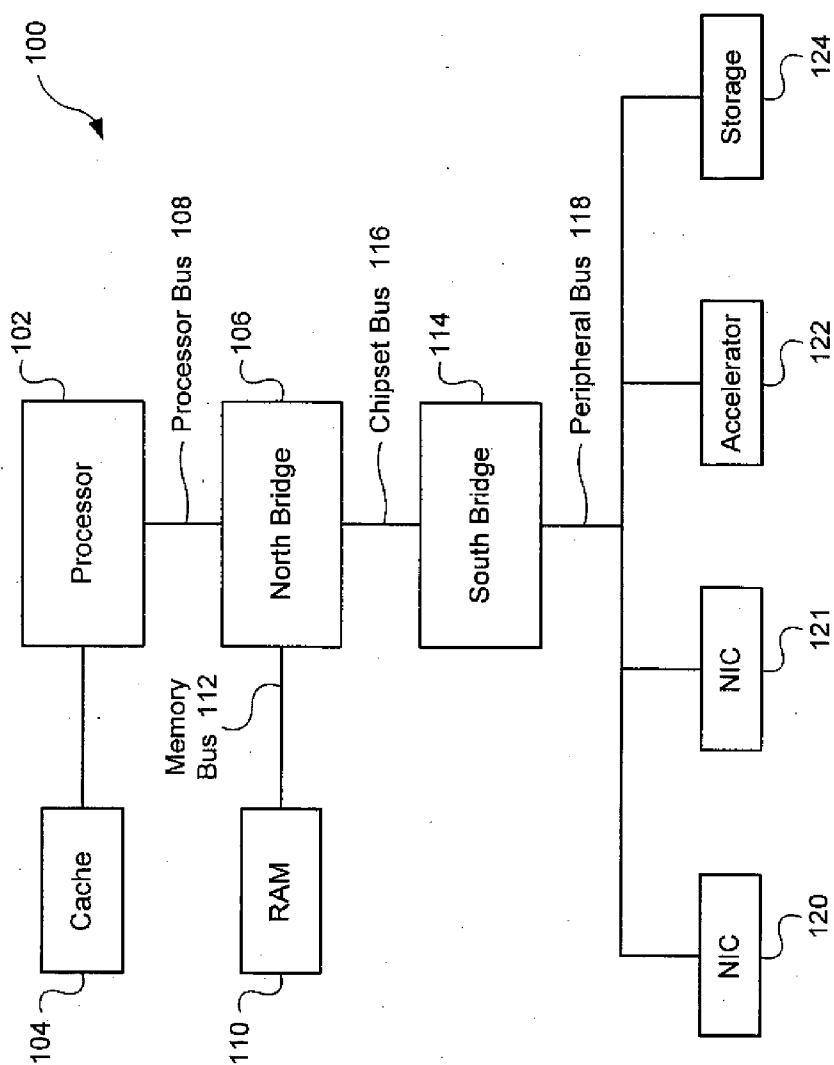 100
102
Processor
Cache
104
Processor Bus 108
106
North Bridge
Memory
Bus 112
RAM
110
Chipset Bus 116
114
South Bridge
Peripheral Bus 118
NIC
120
NIC
121
Accelerator
122
Storage
124